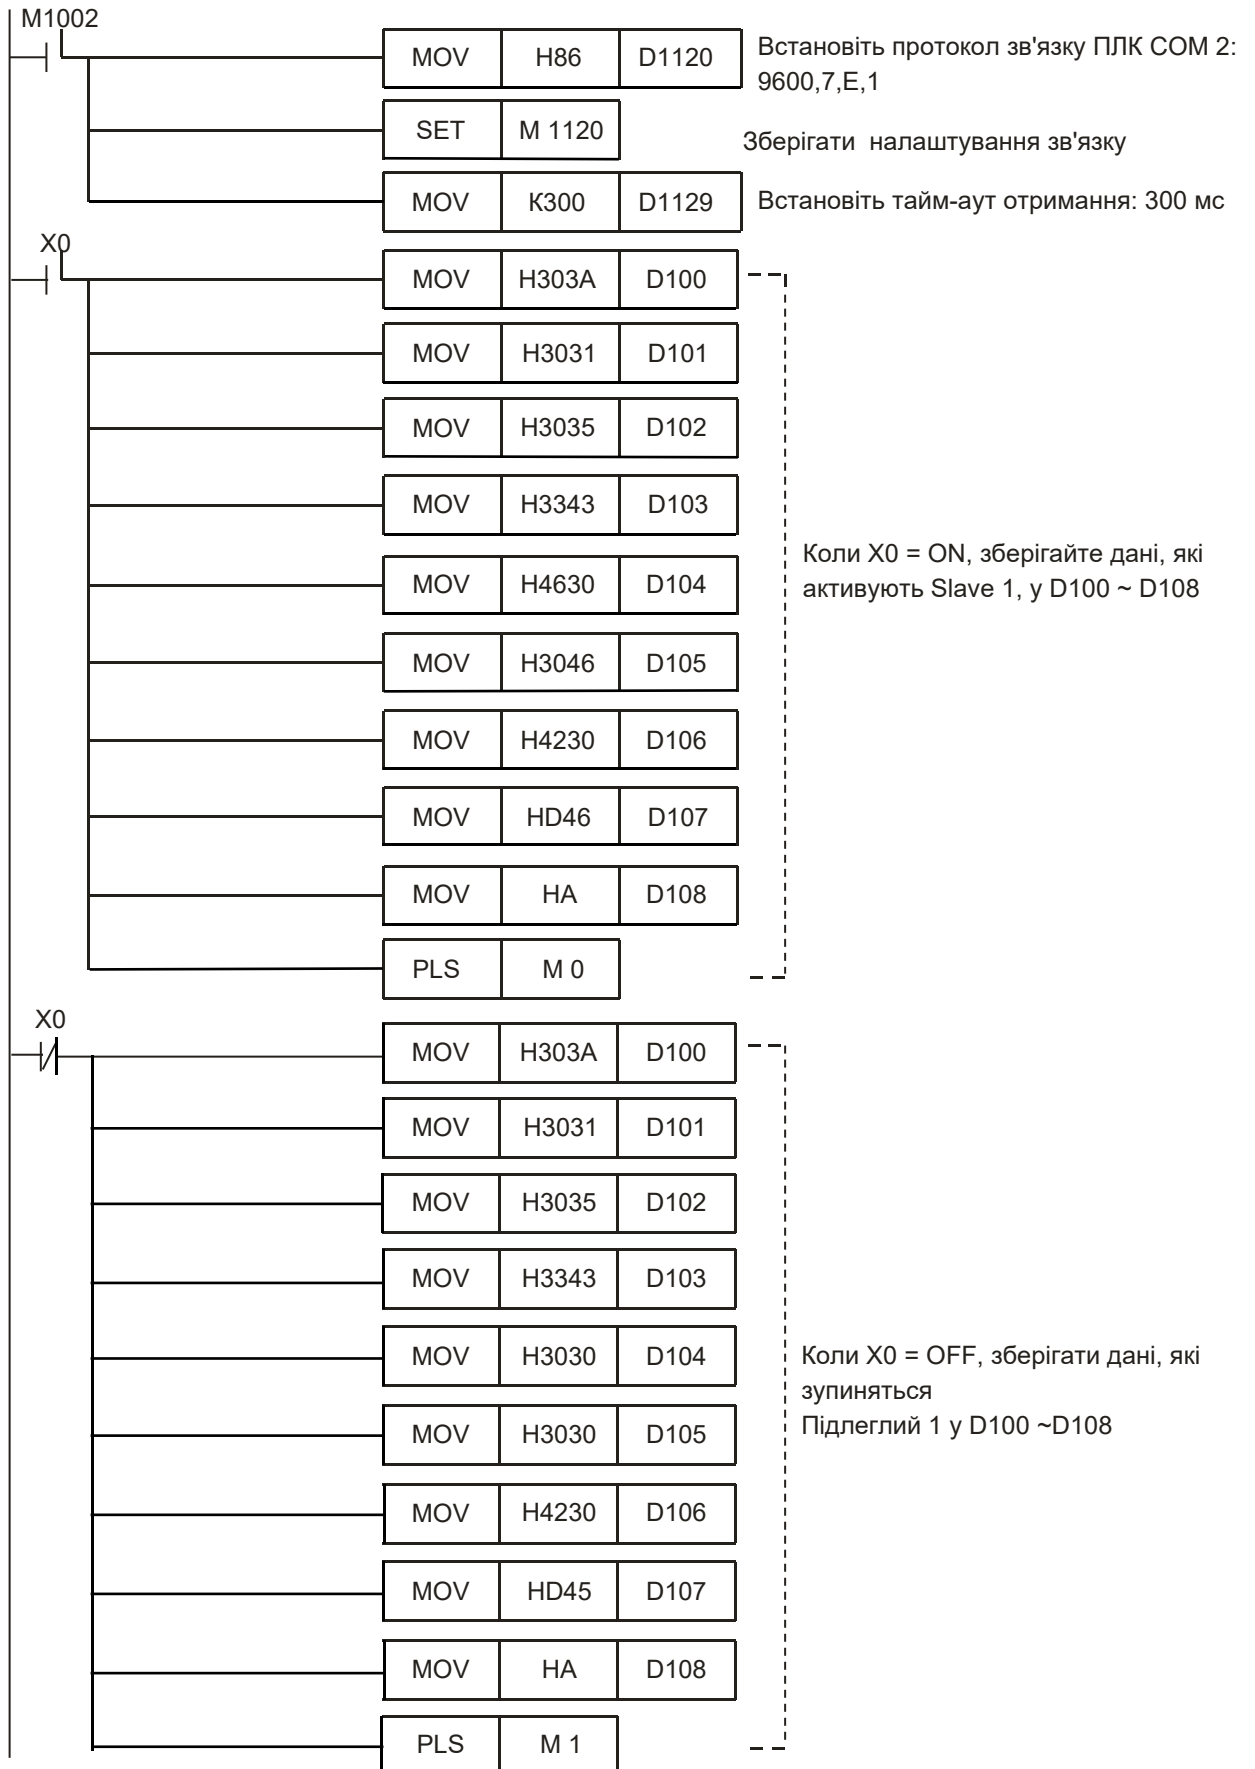 M1002
MOV H86 D1120 Встановіть протокол зв'язку ПЛК COM 2:
9600,7,E,1
SET M 1120 Зберігати налаштування зв'язку
MOV К300 D1129 Встановіть тайм-аут отримання: 300 мс
X0
MOV H303A D100
MOV H3031 D101
MOV H3035 D102
MOV H3343 D103
Коли X0 = ON, зберігайте дані, які
MOV H4630 D104 активують Slave 1, у D100 ~ D108
MOV H3046 D105
MOV H4230 D106
MOV HD46 D107
MOV HA D108
PLS M 0
X0
MOV H303A D100
MOV H3031 D101
MOV H3035 D102
MOV H3343 D103
MOV H3030 D104 Коли X0 = OFF, зберігати дані, які
зупиняться
MOV H3030 D105 Підлеглий 1 у D100 ~D108
MOV H4230 D106
MOV HD45 D107
MOV HA D108
PLS M 1